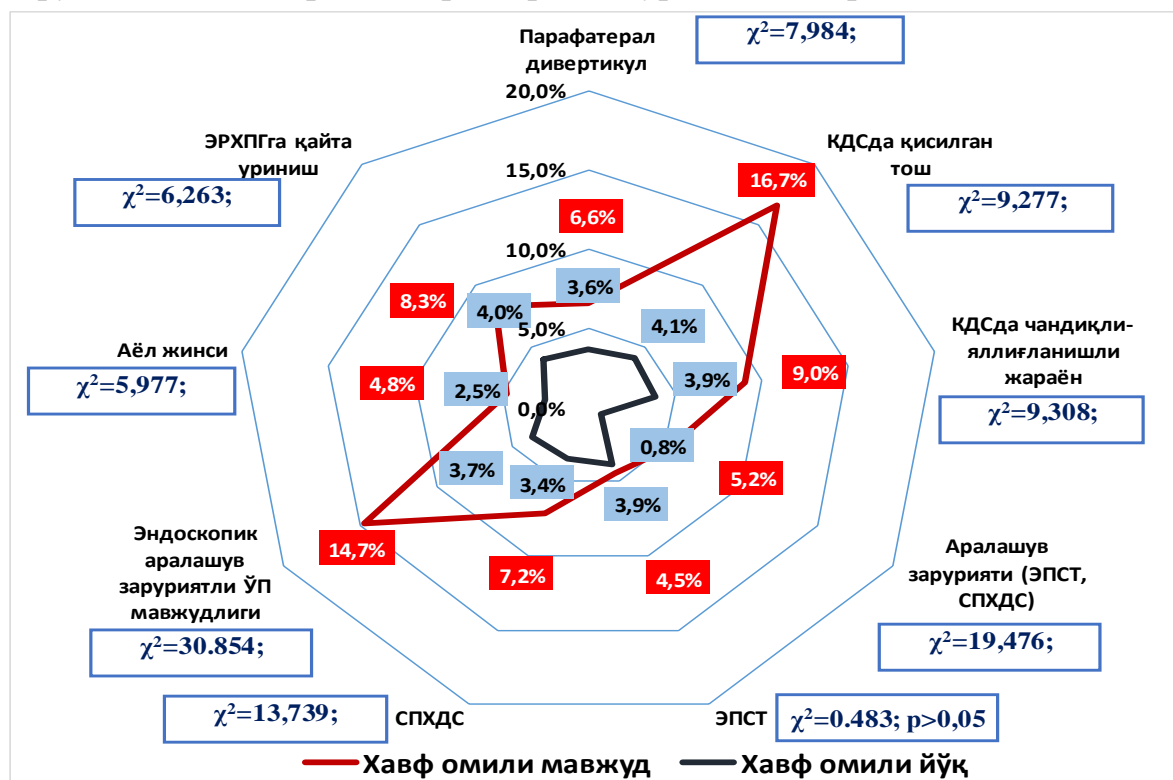 Парафатерал
дивертикул
χ²=7,984;
20,0%
ЭРХПГга қайта
уриниш
χ²=6,263;
КДСда қисилган
тош
χ²=9,277;
15,0%
16,7%
6,6%
10,0%
8,3%
4,0%
3,6%
5,0%
4,1%
Аёл жинси
χ²=5,977;
4,8%
2,5%
0,0%
3,9%
9,0%
КДСда чандиқли-
яллиғланишли
жараён
χ²=9,308;
0,8%
5,2%
3,7%
3,4%
3,9%
14,7%
7,2%
4,5%
Эндоскопик
аралашув
заруриятли ЎП
мавжудлиги
χ²=30.854;
Аралашув
зарурияти (ЭПСТ,
СПХДС)
χ²=19,476;
χ²=13,739;
СПХДС
ЭПСТ
χ²=0.483; p>0,05
Хавф омили мавжуд
Хавф омили йўқ